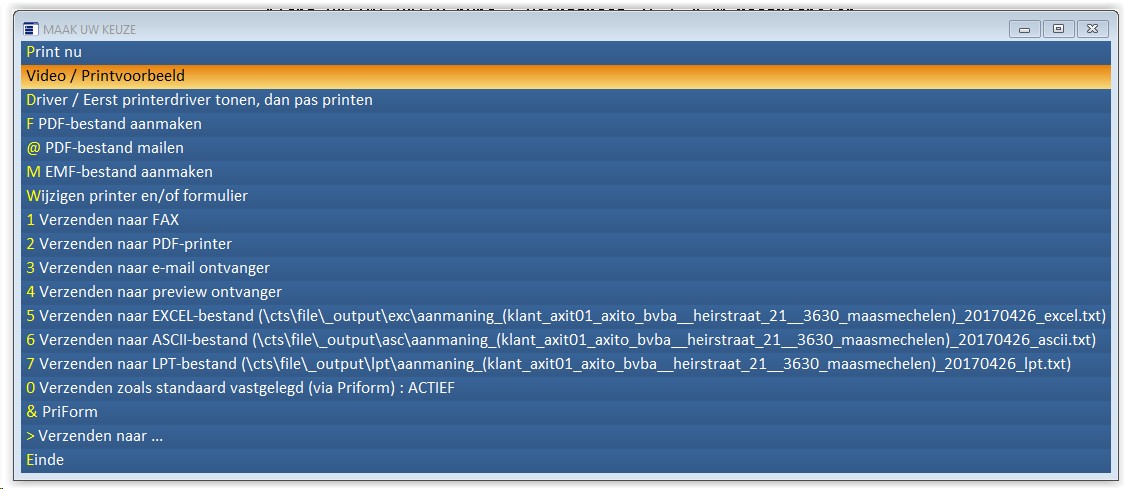 MAAK UW KEUZE
Print nu
Video / Printvoorbeeld
Driver / Eerst printerdriver tonen, dan pas printen
F PDF-bestand aanmaken
@ PDF-bestand mailen
M EMF-bestand aanmaken
Wijzigen printer en/of formulier
1 Verzenden naar FAX
2 Verzenden naar PDF-printer
3 Verzenden naar e-mail ontvanger
4 Verzenden naar preview ontvanger
5 Verzenden naar EXCEL-bestand (\cts\file\_output\exc\aanmaning_(klant_axit01_axito_bvba__heirstraat_21__3630_maasmechelen)_20170426_excel.txt)
6 Verzenden naar ASCII-bestand (\cts\file\_output\asc\aanmaning_(klant_axit01_axito_bvba__heirstraat_21__3630_maasmechelen)_20170426_ascii.txt)
7 Verzenden naar LPT-bestand (\cts\file\_output\lpt\aanmaning_(klant_axit01_axito_bvba__heirstraat_21__3630_maasmechelen)_20170426_lpt.txt)
0 Verzenden zoals standaard vastgelegd (via Priform) : ACTIEF
& PriForm
> Verzenden naar ...
Einde